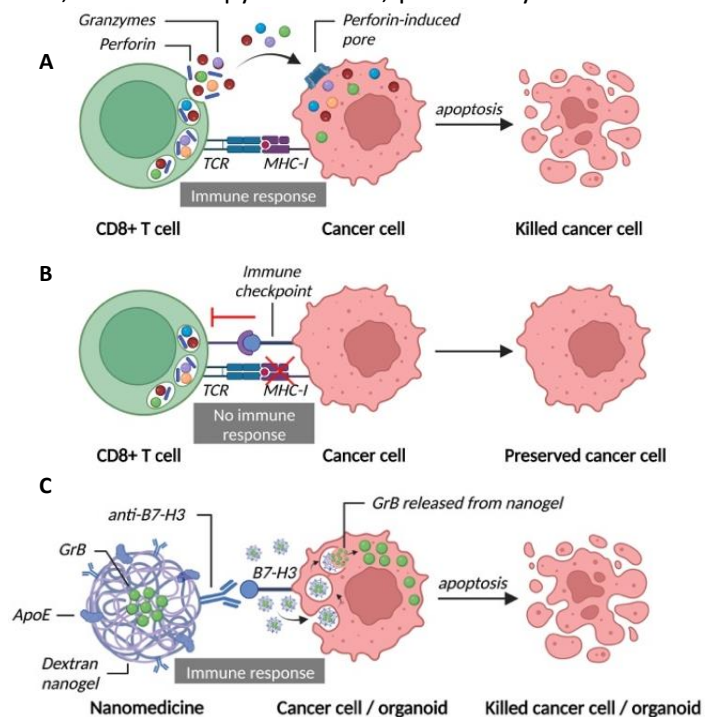 Granzymes
Perforin
Perforin-induced
pore
A
apoptosis
TCR
MHC-I
Immune response
CD8+ T cell
Cancer cell
Killed cancer cell
B
Immune
checkpoint
TCR
MHC-I
No immune
response
CD8+ T cell
Cancer cell
Preserved cancer cell
C
GrB released from nanogel
anti-B7-H3
GrB
B7-H3
apoptosis
ApoE
Dextran
nanogel
Immune response
Nanomedicine
Cancer cell / organoid
Killed cancer cell / organoid